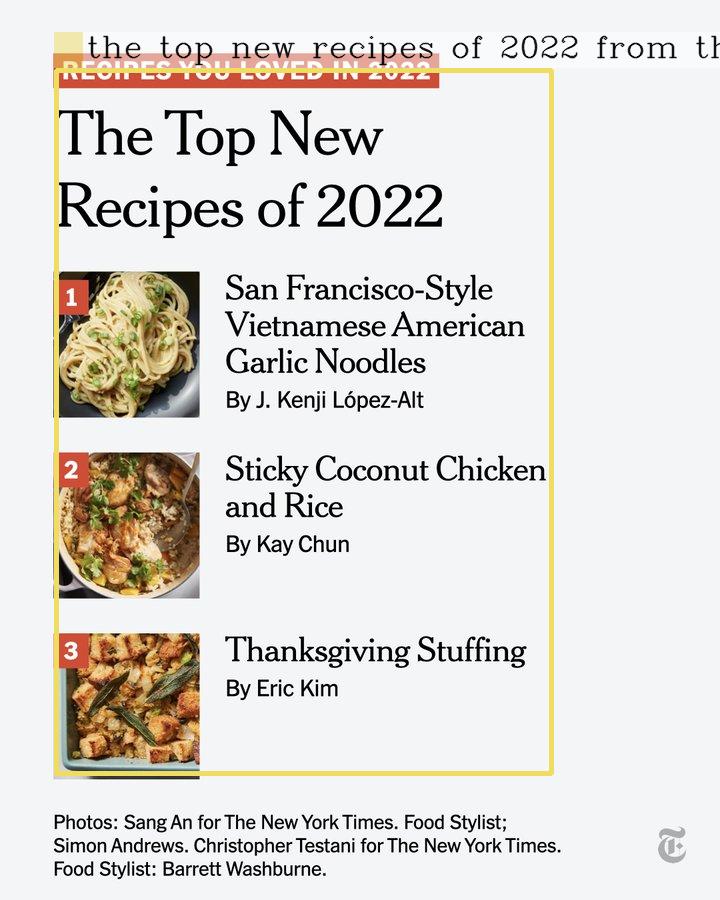 the top new recipes of 2022 from
RECIPES YOU LOVED IN 2022
The Top New
Recipes of 2022
1
San Francisco-Style
Vietnamese American
Garlic Noodles
By J. Kenji López-Alt
2
Sticky Coconut Chicken
and Rice
By Kay Chun
3
Thanksgiving Stuffing
By Eric Kim
Photos: Sang An for The New York Times. Food Stylist;
Simon Andrews. Christopher Testani for The New York Times.
Food Stylist: Barrett Washburne.
T